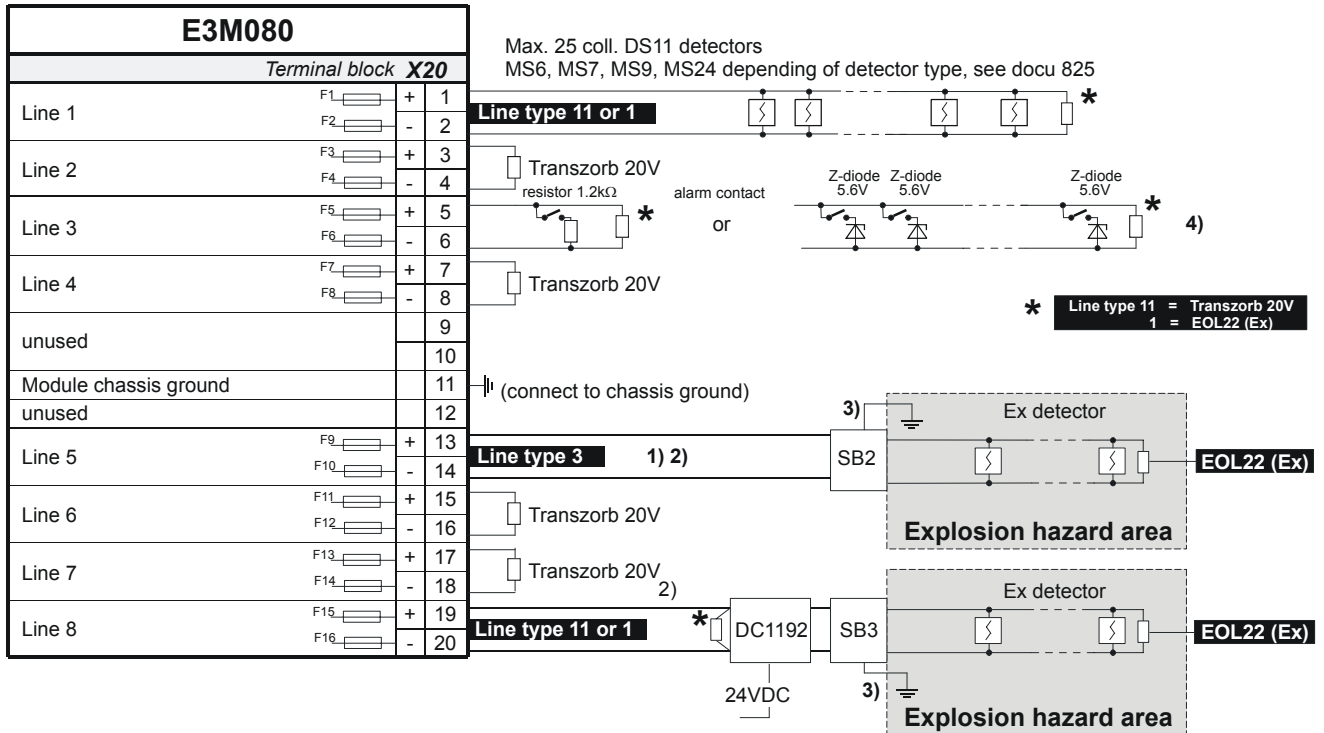 E3M080
Terminal block X20
Max. 25 coll. DS11 detectors
MS6, MS7, MS9, MS24 depending of detector type, see docu 825
Line 1
F1 + 1
F2 - 2
Line type 11 or 1
*
Line 2
F3 + 3
F4 - 4
Transzorb 20V
Line 3
F5 + 5
F6 - 6
resistor 1.2kΩ
*
alarm contact
or
Z-diode 5.6V
Z-diode 5.6V
Z-diode 5.6V
*
4)
Line 4
F7 + 7
F8 - 8
Transzorb 20V
* Line type 11 = Transzorb 20V
1 = EOL22 (Ex)
unused
9
10
Module chassis ground 11 (connect to chassis ground)
unused 12
Line 5
F9 + 13
F10 - 14
Line type 3 1) 2)
SB2
3)
Ex detector
EOL22 (Ex)
Explosion hazard area
Line 6
F11 + 15
F12 - 16
Transzorb 20V
Line 7
F13 + 17
F14 - 18
Transzorb 20V
2)
Line 8
F15 + 19
F16 - 20
Line type 11 or 1
*
DC1192
SB3
24VDC
3)
Ex detector
EOL22 (Ex)
Explosion hazard area